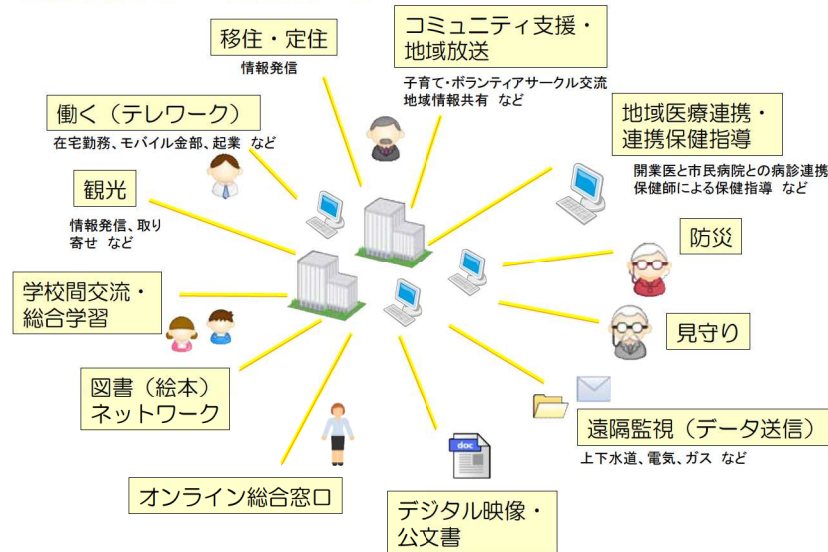 移住・定住
情報発信
コミュニティ支援・
地域放送
子育て・ボランティアサークル交流
地域情報共有 など
働く（テレワーク）
在宅勤務、モバイル金部、起業 など
地域医療連携・
連携保健指導
開業医と市民病院との病診連携
保健師による保健指導 など
観光
情報発信、取り
寄せ など
防災
学校間交流・
総合学習
見守り
図書（絵本）
ネットワーク
遠隔監視（データ送信）
上下水道、電気、ガス など
オンライン総合窓口
doc
デジタル映像・
公文書